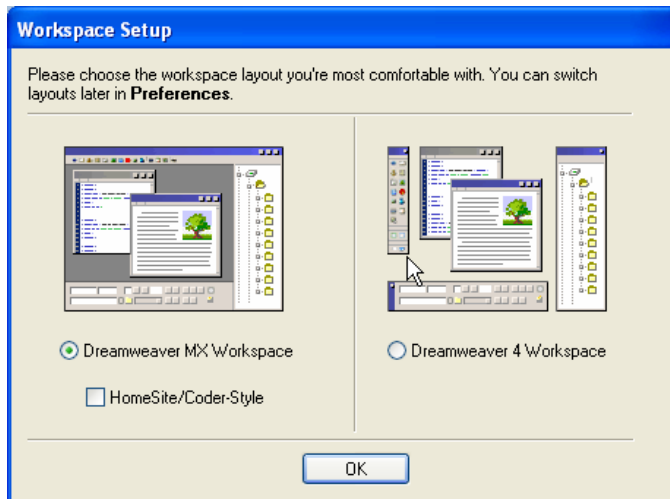 Workspace Setup
Please choose the workspace layout you're most comfortable with. You can switch
layouts later in Preferences.
Dreamweaver MX Workspace
Dreamweaver 4 Workspace
HomeSite/Coder-Style
OK